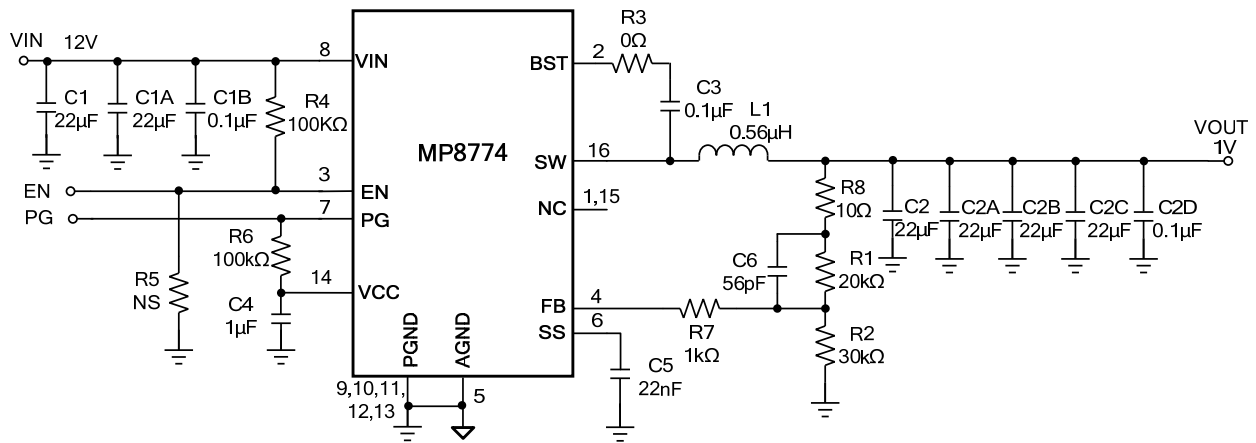 VIN
12V
8
VIN
C1
22μF
C1A
22μF
C1B
0.1μF
R4
100KΩ
EN
3
EN
PG
7
PG
R6
100kΩ
R5
NS
14
VCC
C4
1μF
MP8774
PGND
AGND
9,10,11,
12,13
5
BST
2
R3
0Ω
C3
0.1μF
L1
0.56μH
SW
16
NC
1,15
VOUT
1V
R8
10Ω
C2
22μF
C2A
22μF
C2B
22μF
C2C
22μF
C2D
0.1μF
C6
56pF
R1
20kΩ
FB
4
R7
1kΩ
R2
30kΩ
SS
6
C5
22nF